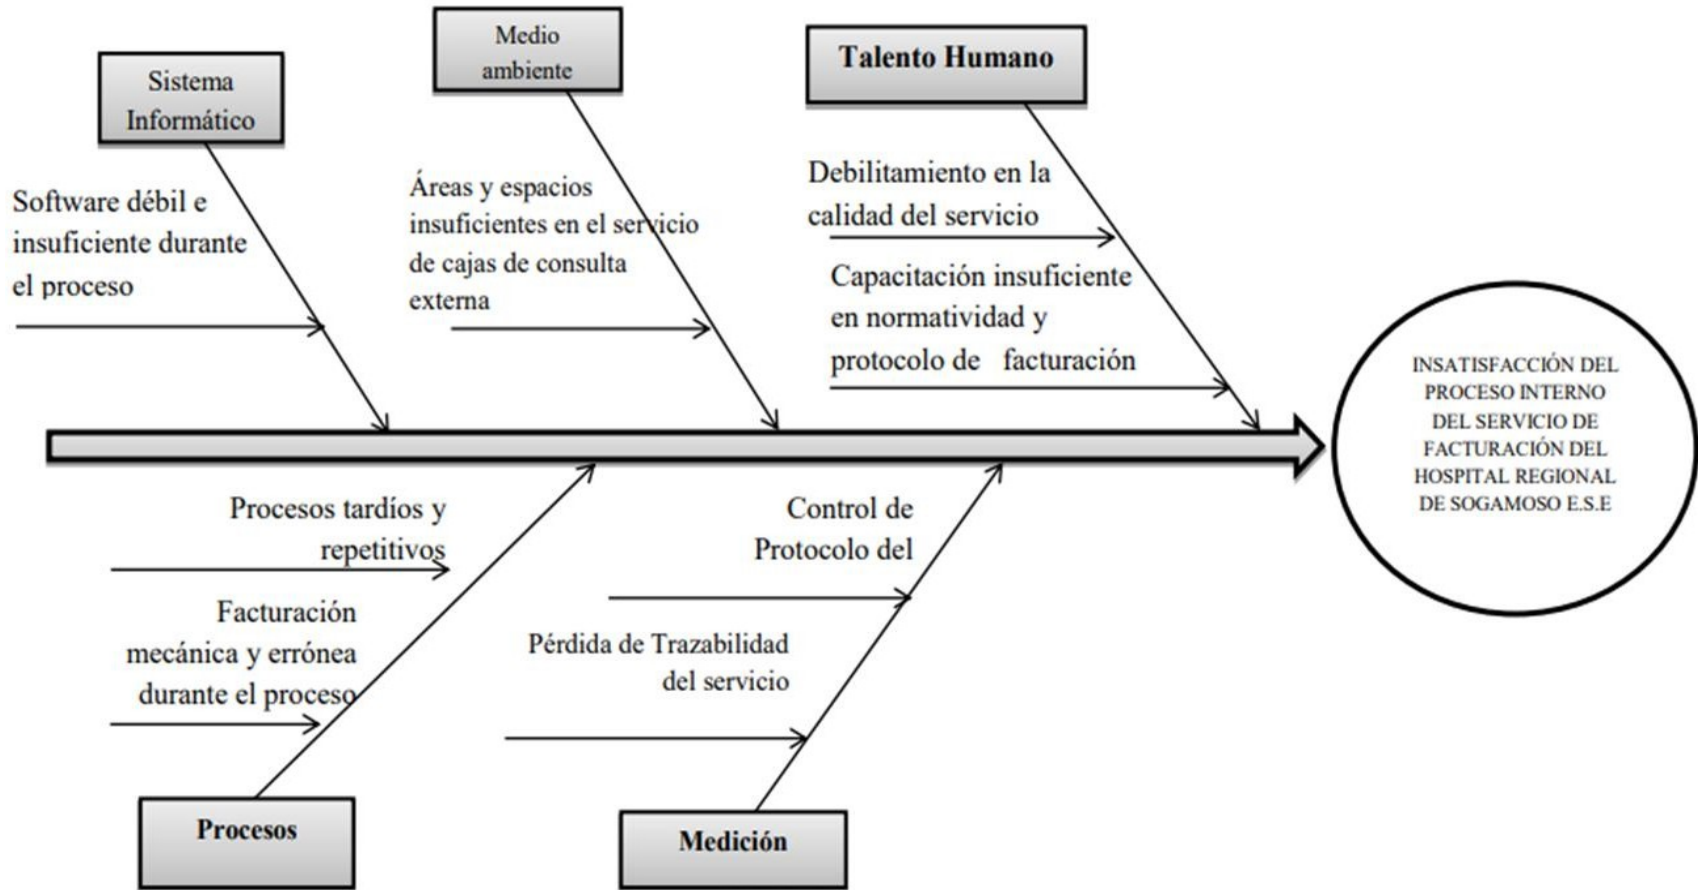 Sistema
Informático
Medio
ambiente
Talento Humano
Software débil e
insuficiente durante
el proceso
Áreas y espacios
insuficientes en el servicio
de cajas de consulta
externa
Debilitamiento en la
calidad del servicio
Capacitación insuficiente
en normatividad y
protocolo de facturación
INSATISFACCIÓN DEL
PROCESO INTERNO
DEL SERVICIO DE
FACTURACIÓN DEL
HOSPITAL REGIONAL
DE SOGAMOSO E.S.E
Procesos tardíos y
repetitivos
Facturación
mecánica y errónea
durante el proceso
Control de
Protocolo del
Pérdida de Trazabilidad
del servicio
Procesos
Medición